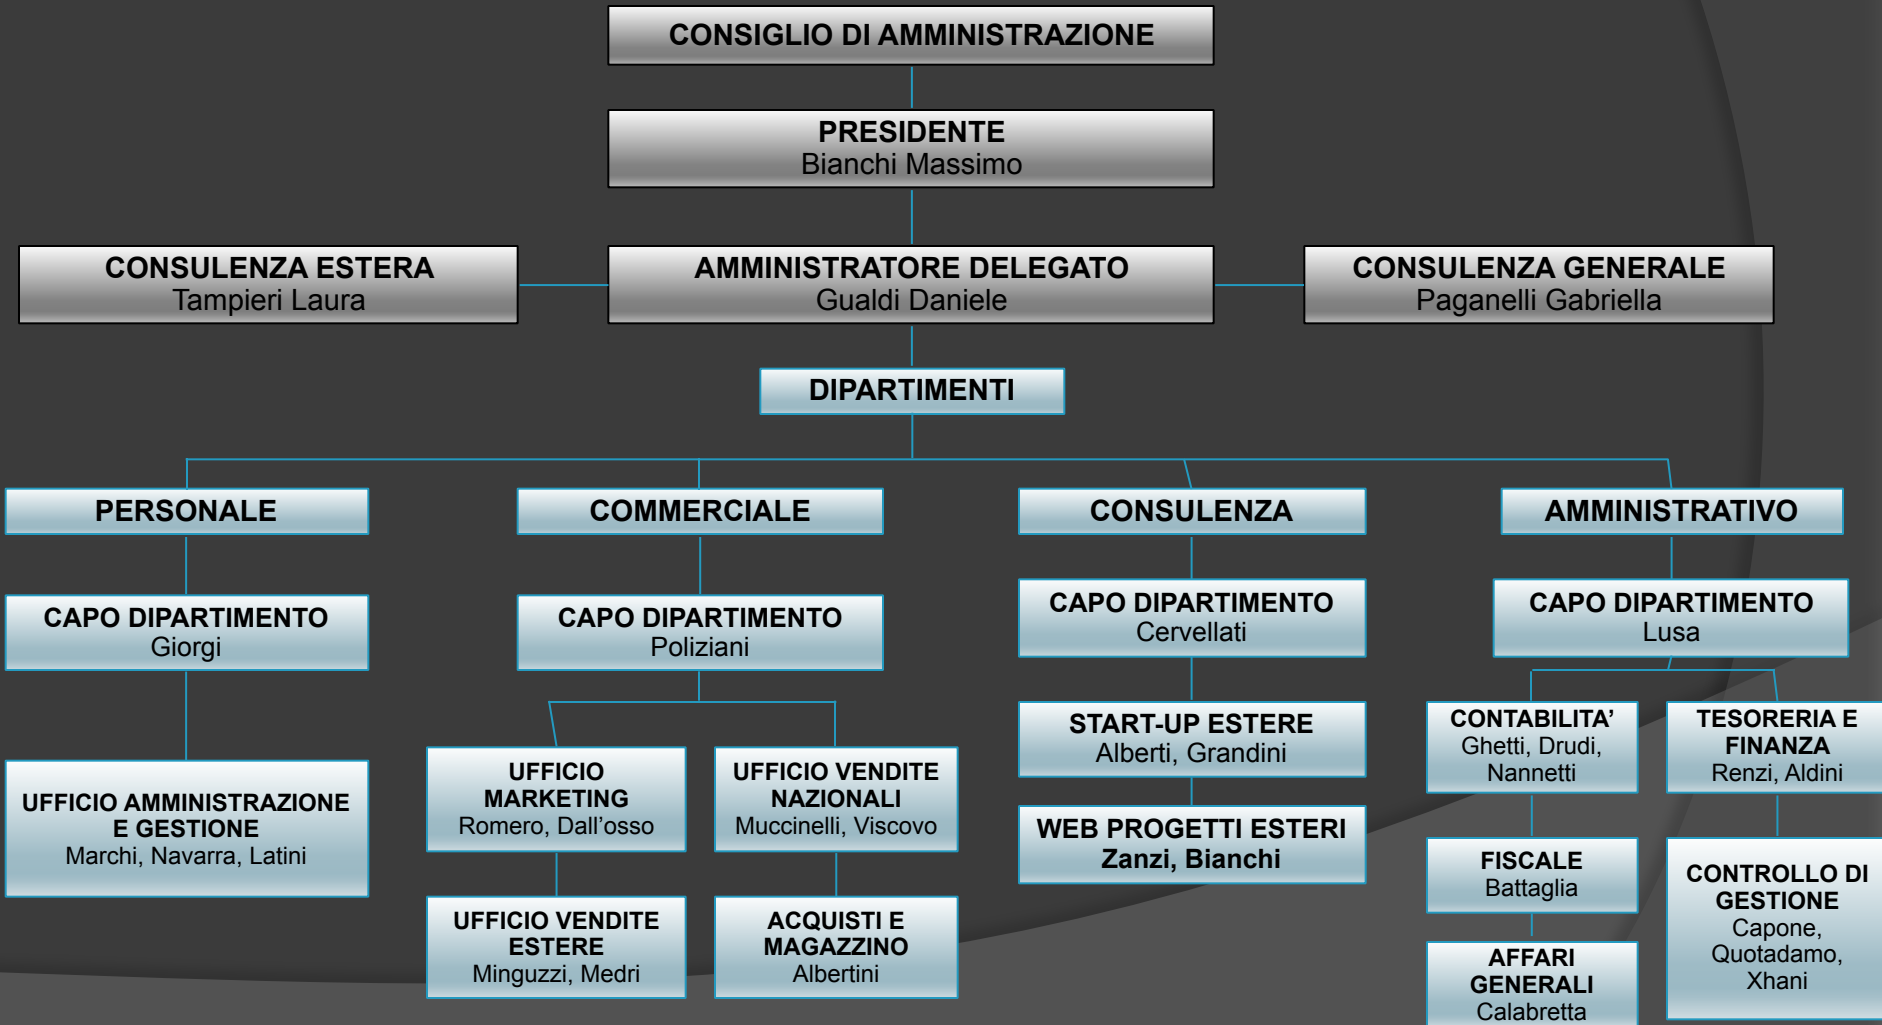 CONSIGLIO DI AMMINISTRAZIONE
PRESIDENTE
Bianchi Massimo
CONSULENZA ESTERA
Tampieri Laura
AMMINISTRATORE DELEGATO
Gualdi Daniele
CONSULENZA GENERALE
Paganelli Gabriella
DIPARTIMENTI
PERSONALE
COMMERCIALE
CONSULENZA
AMMINISTRATIVO
CAPO DIPARTIMENTO
Giorgi
CAPO DIPARTIMENTO
Poliziani
CAPO DIPARTIMENTO
Cervellati
CAPO DIPARTIMENTO
Lusa
UFFICIO AMMINISTRAZIONE
E GESTIONE
Marchi, Navarra, Latini
UFFICIO
MARKETING
Romero, Dall’osso
UFFICIO VENDITE
NAZIONALI
Muccinelli, Viscovo
UFFICIO VENDITE
ESTERE
Minguzzi, Medri
ACQUISTI E
MAGAZZINO
Albertini
START-UP ESTERE
Alberti, Grandini
WEB PROGETTI ESTERI
Zanzi, Bianchi
CONTABILITA’
Ghetti, Drudi,
Nannetti
TESORERIA E
FINANZA
Renzi, Aldini
FISCALE
Battaglia
AFFARI
GENERALI
Calabretta
CONTROLLO DI
GESTIONE
Capone,
Quotadamo,
Xhani